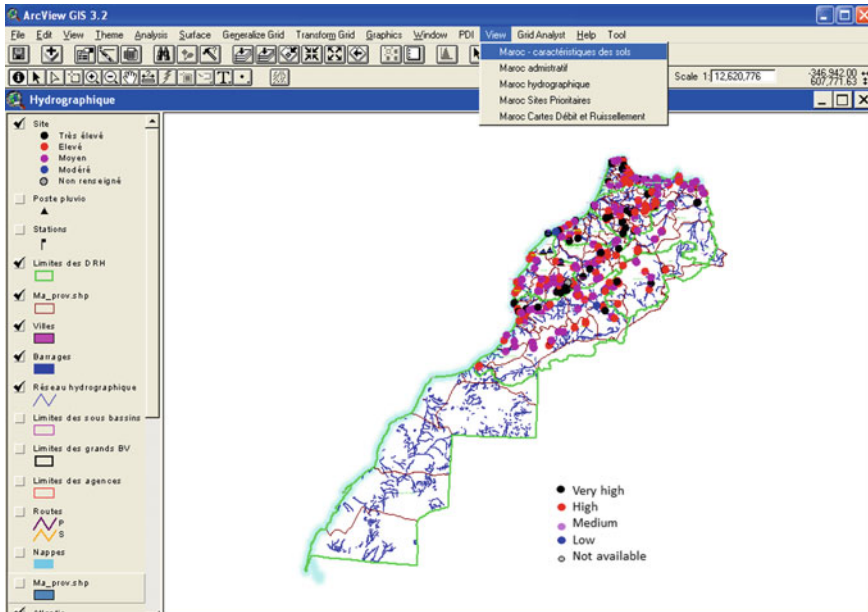 ArcView GIS 3.2
File Edit View Theme Analysis Surface Generalize Grid Transform Grid Graphics Window PDI View Grid Analyst Help Tool
Maroc - caractéristiques des sols
Maroc admistratif
Maroc hydrographique
Maroc Sites Prioritaires
Maroc Cartes Débit et Ruissellement
Scale 1: 12,620,776
-346,942.00
607,771.63
Hydrographique
Site
Très élevé
Elevé
Moyen
Modéré
Non renseigné
Poste pluvio
Stations
Limites des DRH
Ma_prov.shp
Villes
Barrages
Réseau hydrographique
Limites des sous bassins
Limites des grands BV
Limites des agences
Routes
P
S
Nappes
Ma_prov.shp
Very high
High
Medium
Low
Not available